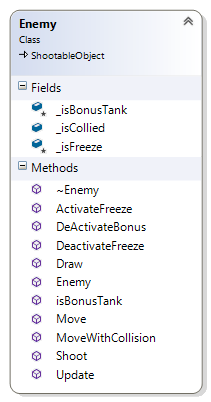 Enemy
Class
ShootableObject
Fields
_isBonusTank
_isCollied
_isFreeze
Methods
~Enemy
ActivateFreeze
DeActivateBonus
DeactivateFreeze
Draw
Enemy
isBonusTank
Move
MoveWithCollision
Shoot
Update